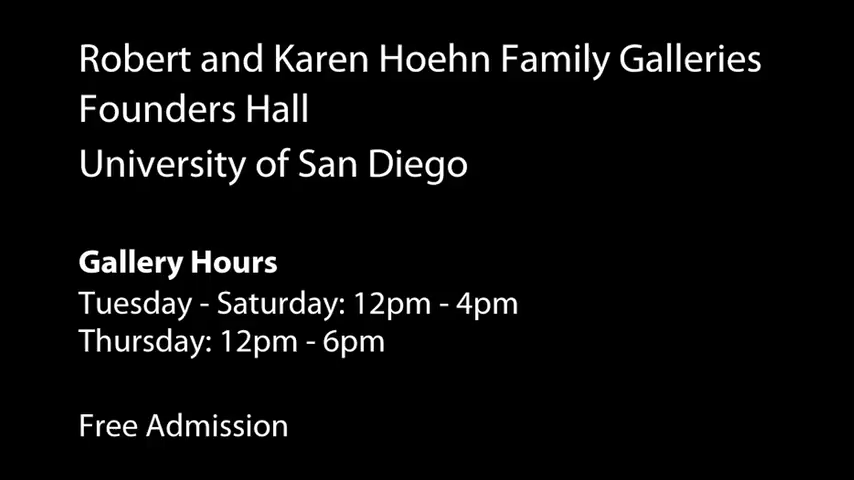 Robert and Karen Hoehn Family Galleries
Founders Hall
University of San Diego
Gallery Hours
Tuesday - Saturday: 12pm - 4pm
Thursday: 12pm - 6pm
Free Admission